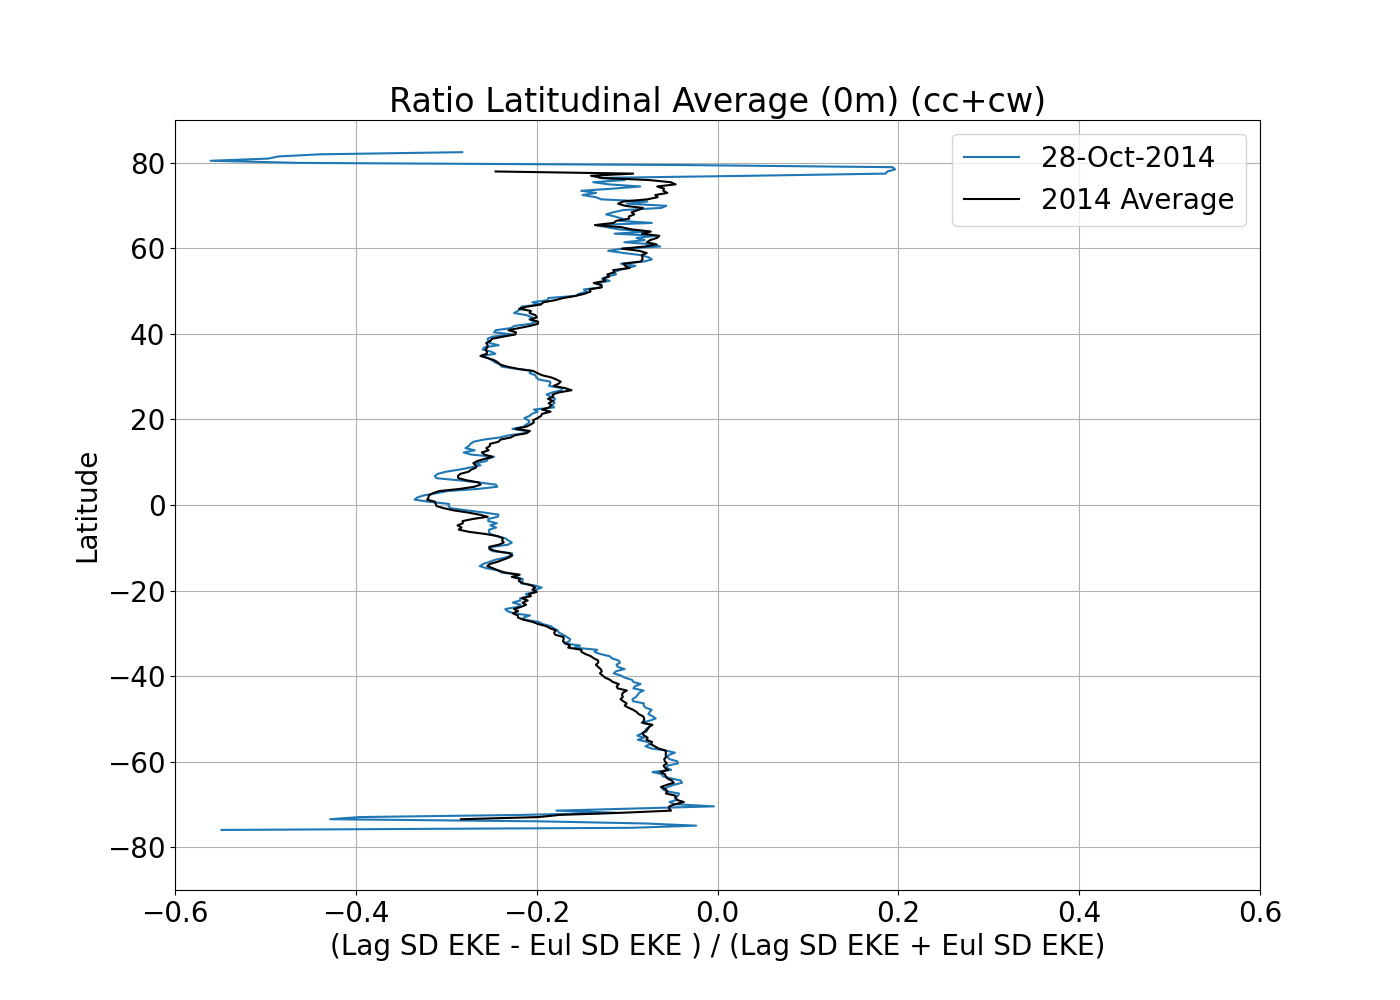 Ratio Latitudinal Average (0m) (cc+cw)
28-Oct-2014
2014 Average
80
60
40
20
0
−20
−40
−60
−80
Latitude
−0.6 −0.4 −0.2 0.0 0.2 0.4 0.6
(Lag SD EKE - Eul SD EKE ) / (Lag SD EKE + Eul SD EKE)